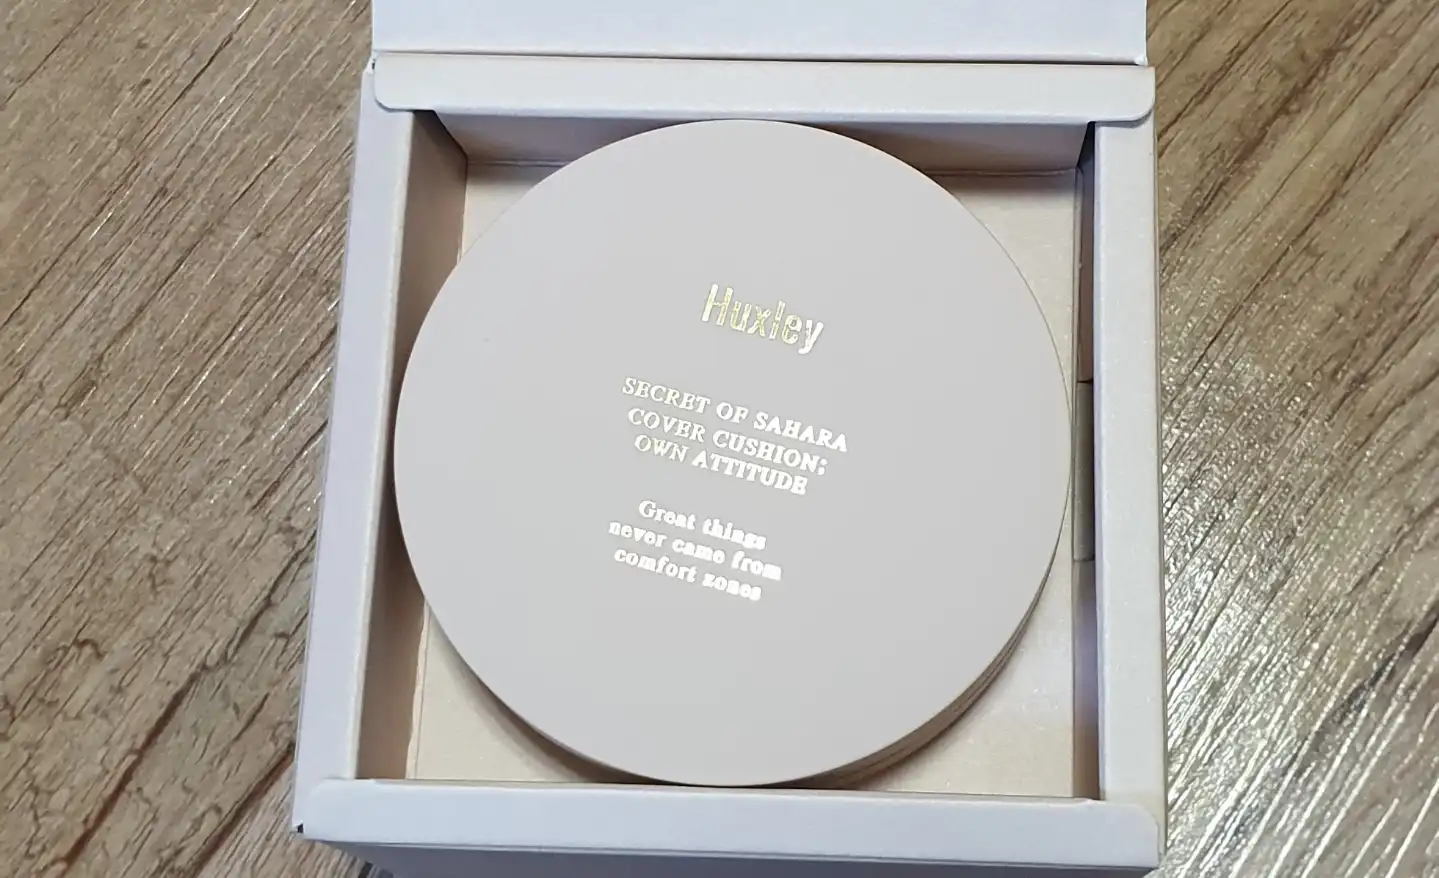 Huxley
SECRET OF SAHARA
COVER CUSHION;
OWN ATTITUDE
Great things
never came from
comfort zones